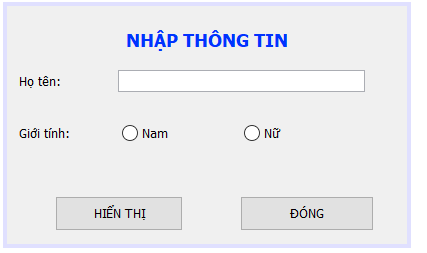 NHẬP THÔNG TIN
Họ tên:
Giới tính: Nam Nữ
HIỂN THỊ ĐÓNG